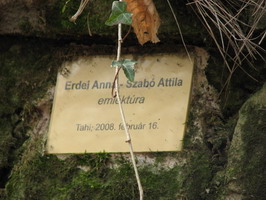 Erdei Anna - Szabó Attila
emléktúra
Tahi, 2008. február 16.